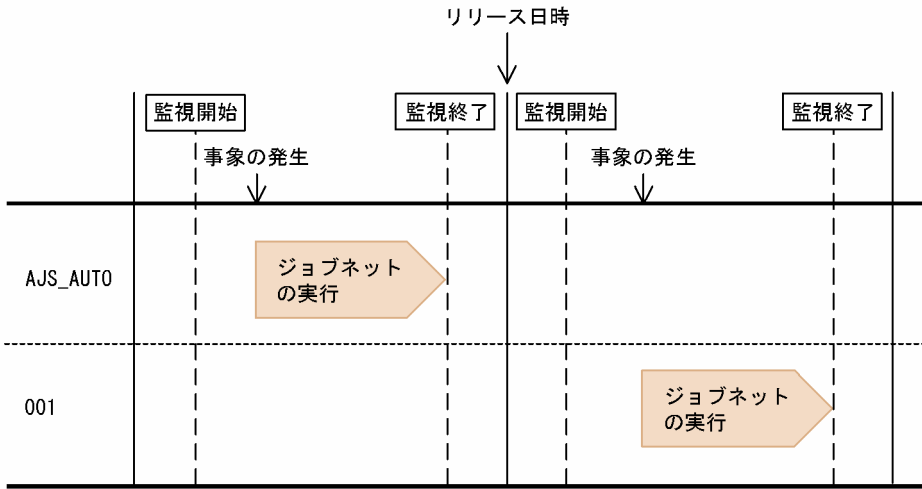 リリース日時
監視開始
監視終了
監視開始
監視終了
事象の発生
事象の発生
AJS_AUTO
ジョブネット
の実行
001
ジョブネット
の実行